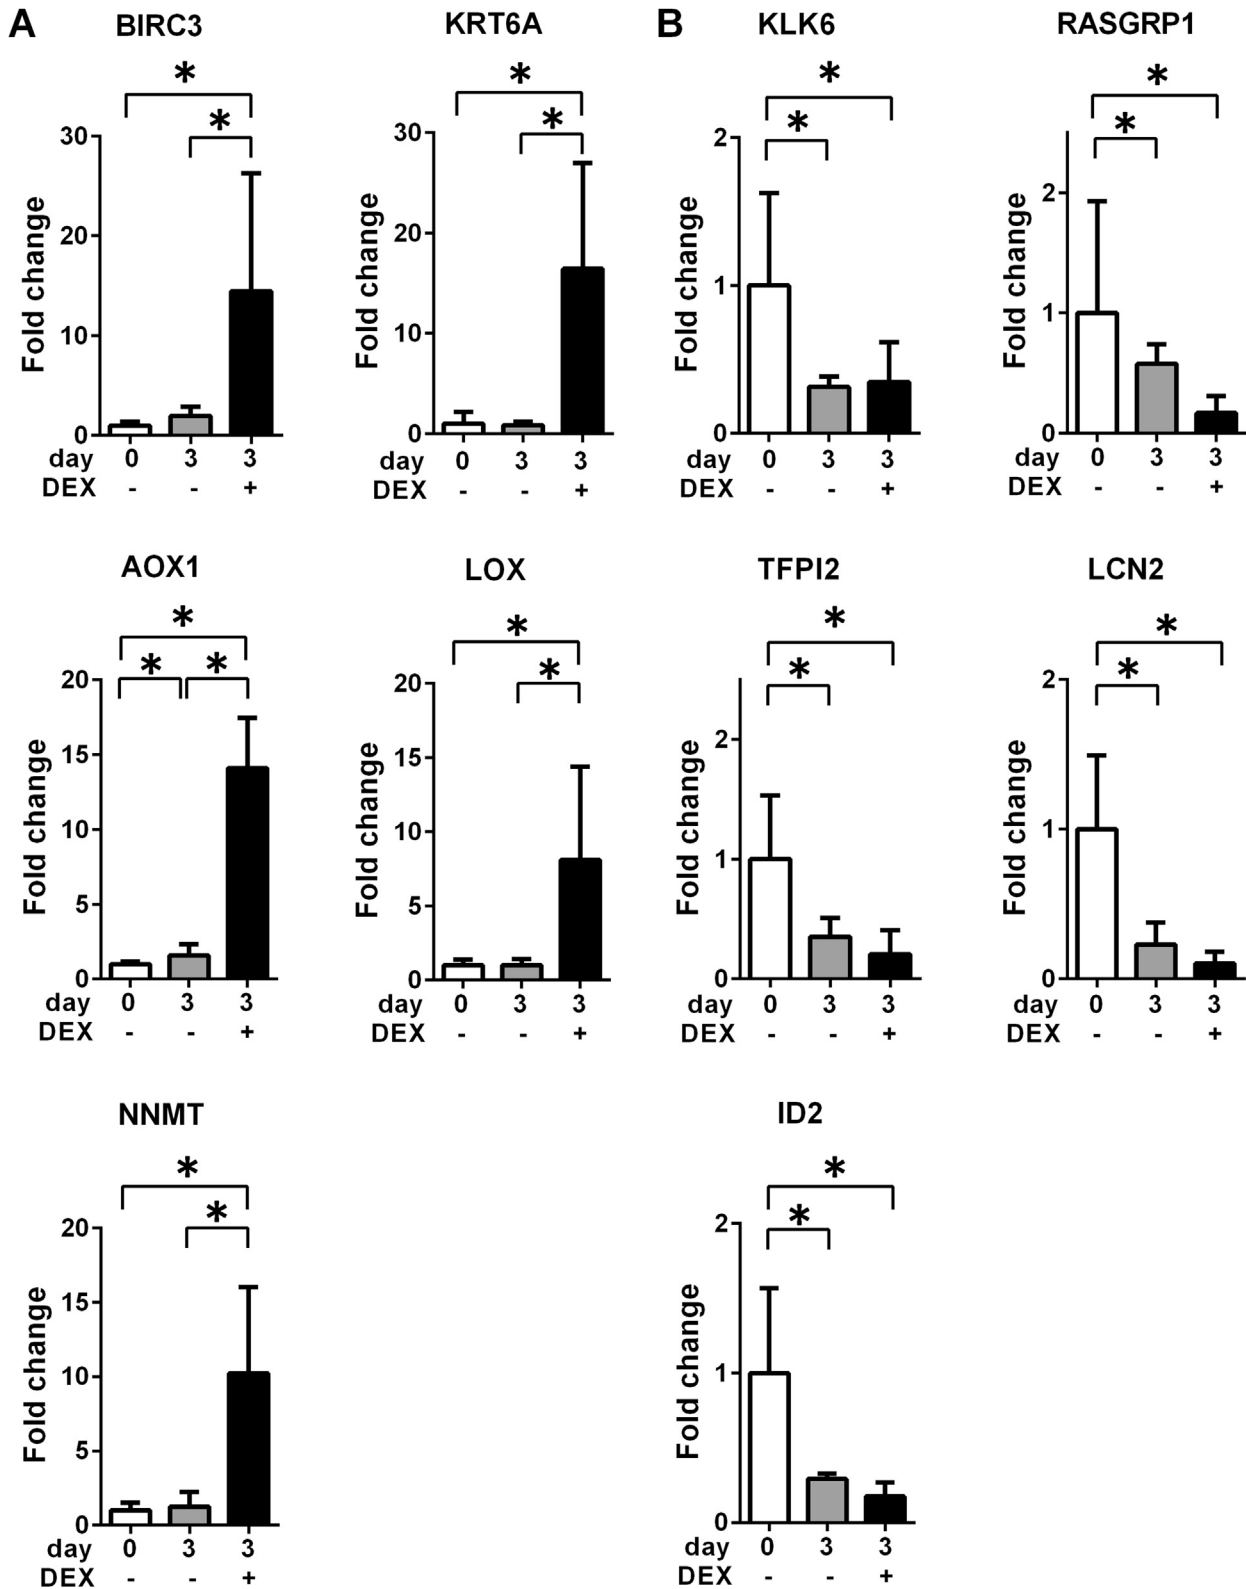 A
BIRC3
*
*
30
20
10
0
Fold change
day 0 3 3
DEX - - +
KRT6A
*
*
30
20
10
0
Fold change
day 0 3 3
DEX - - +
B
KLK6
*
*
2
1
0
Fold change
day 0 3 3
DEX - - +
RASGRP1
*
*
2
1
0
Fold change
day 0 3 3
DEX - - +
AOX1
*
* *
20
15
10
5
0
Fold change
day 0 3 3
DEX - - +
LOX
*
*
20
15
10
5
0
Fold change
day 0 3 3
DEX - - +
TFPI2
*
*
2
1
0
Fold change
day 0 3 3
DEX - - +
LCN2
*
*
2
1
0
Fold change
day 0 3 3
DEX - - +
NNMT
*
*
20
15
10
5
0
Fold change
day 0 3 3
DEX - - +
ID2
*
*
2
1
0
Fold change
day 0 3 3
DEX - - +